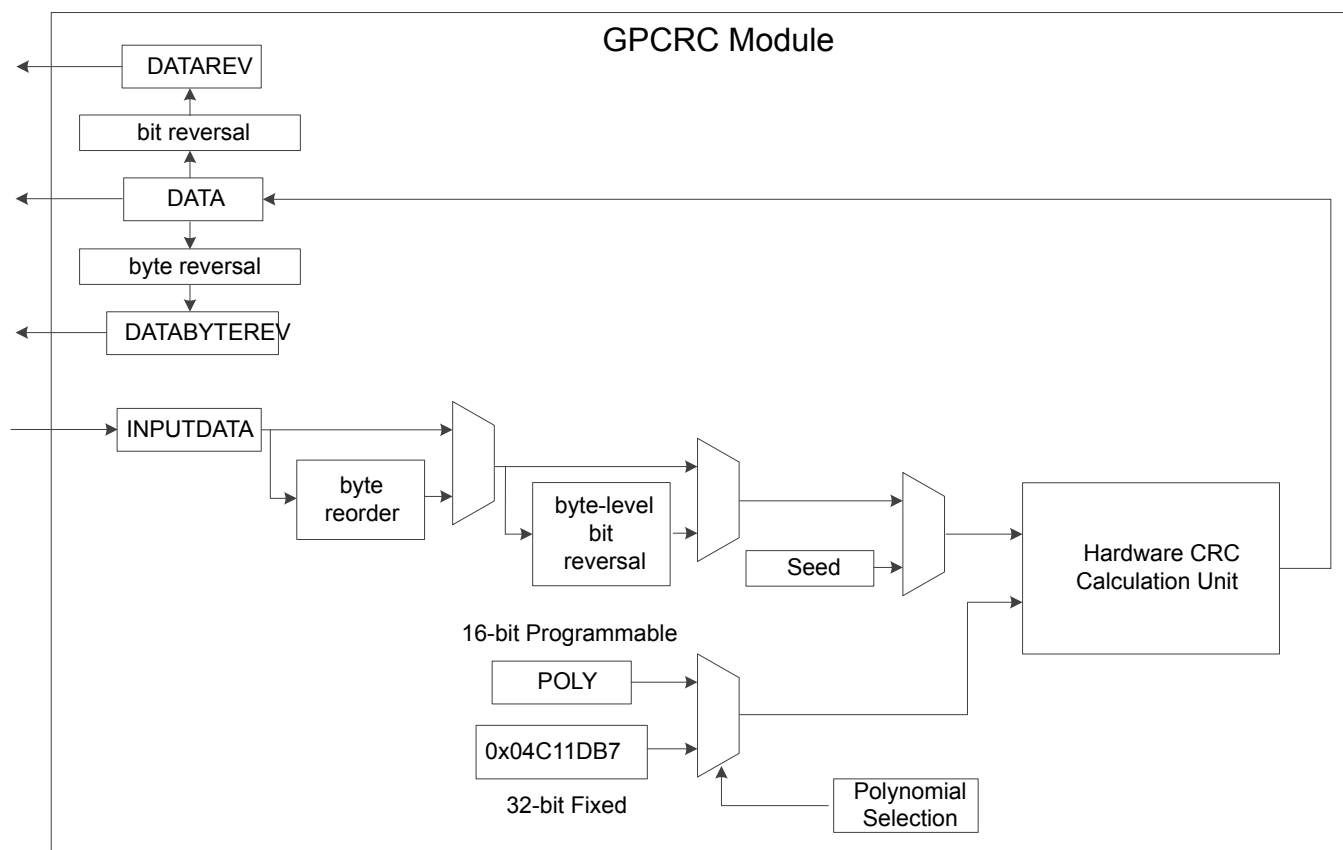 GPCRC Module
DATAREV
bit reversal
DATA
byte reversal
DATABYTEREV
INPUTDATA
byte
reorder
byte-level
bit
reversal
Seed
Hardware CRC
Calculation Unit
16-bit Programmable
POLY
0x04C11DB7
32-bit Fixed
Polynomial
Selection